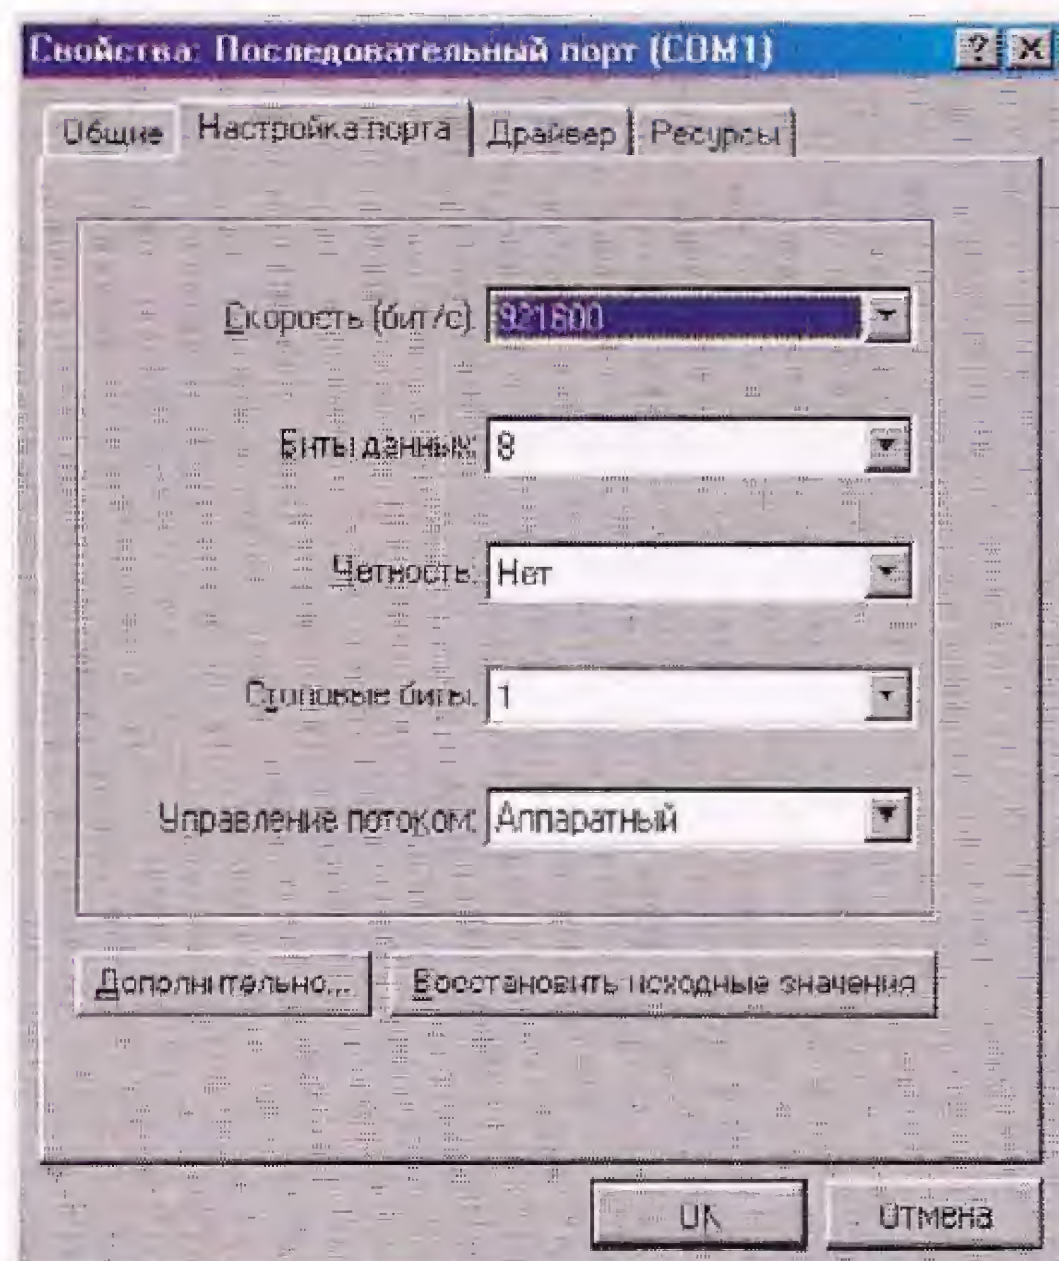 Свойства: Последовательный порт (COM1)
Общие Настройка порта Драйвер Ресурсы
Скорость (бит/с): 921600
Биты данных: 8
Четность: Нет
Стоповые биты: 1
Управление потоком: Аппаратный
Дополнительно... Восстановить исходные значения
OK Отмена